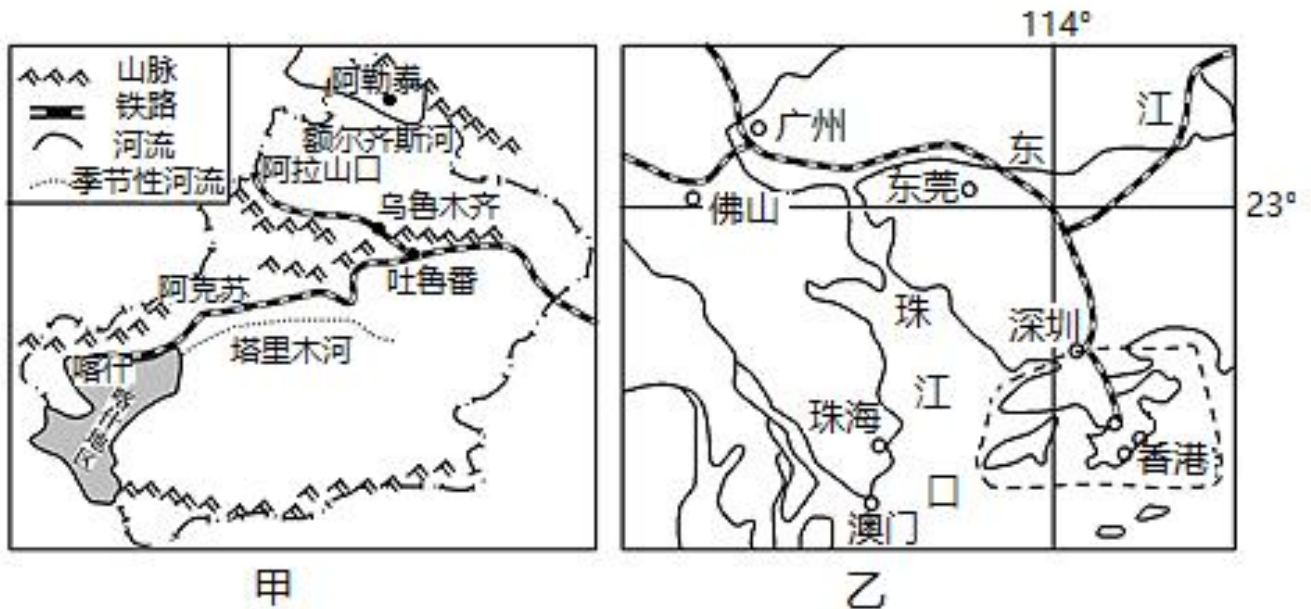 山脉
铁路
河流
季节性河流
阿勒泰
额尔齐斯河
阿拉山口
乌鲁木齐
吐鲁番
阿克苏
塔里木河
喀什
甲
114°
23°
广州
佛山
东莞
东
江
深圳
珠
江
口
珠海
澳门
香港
乙